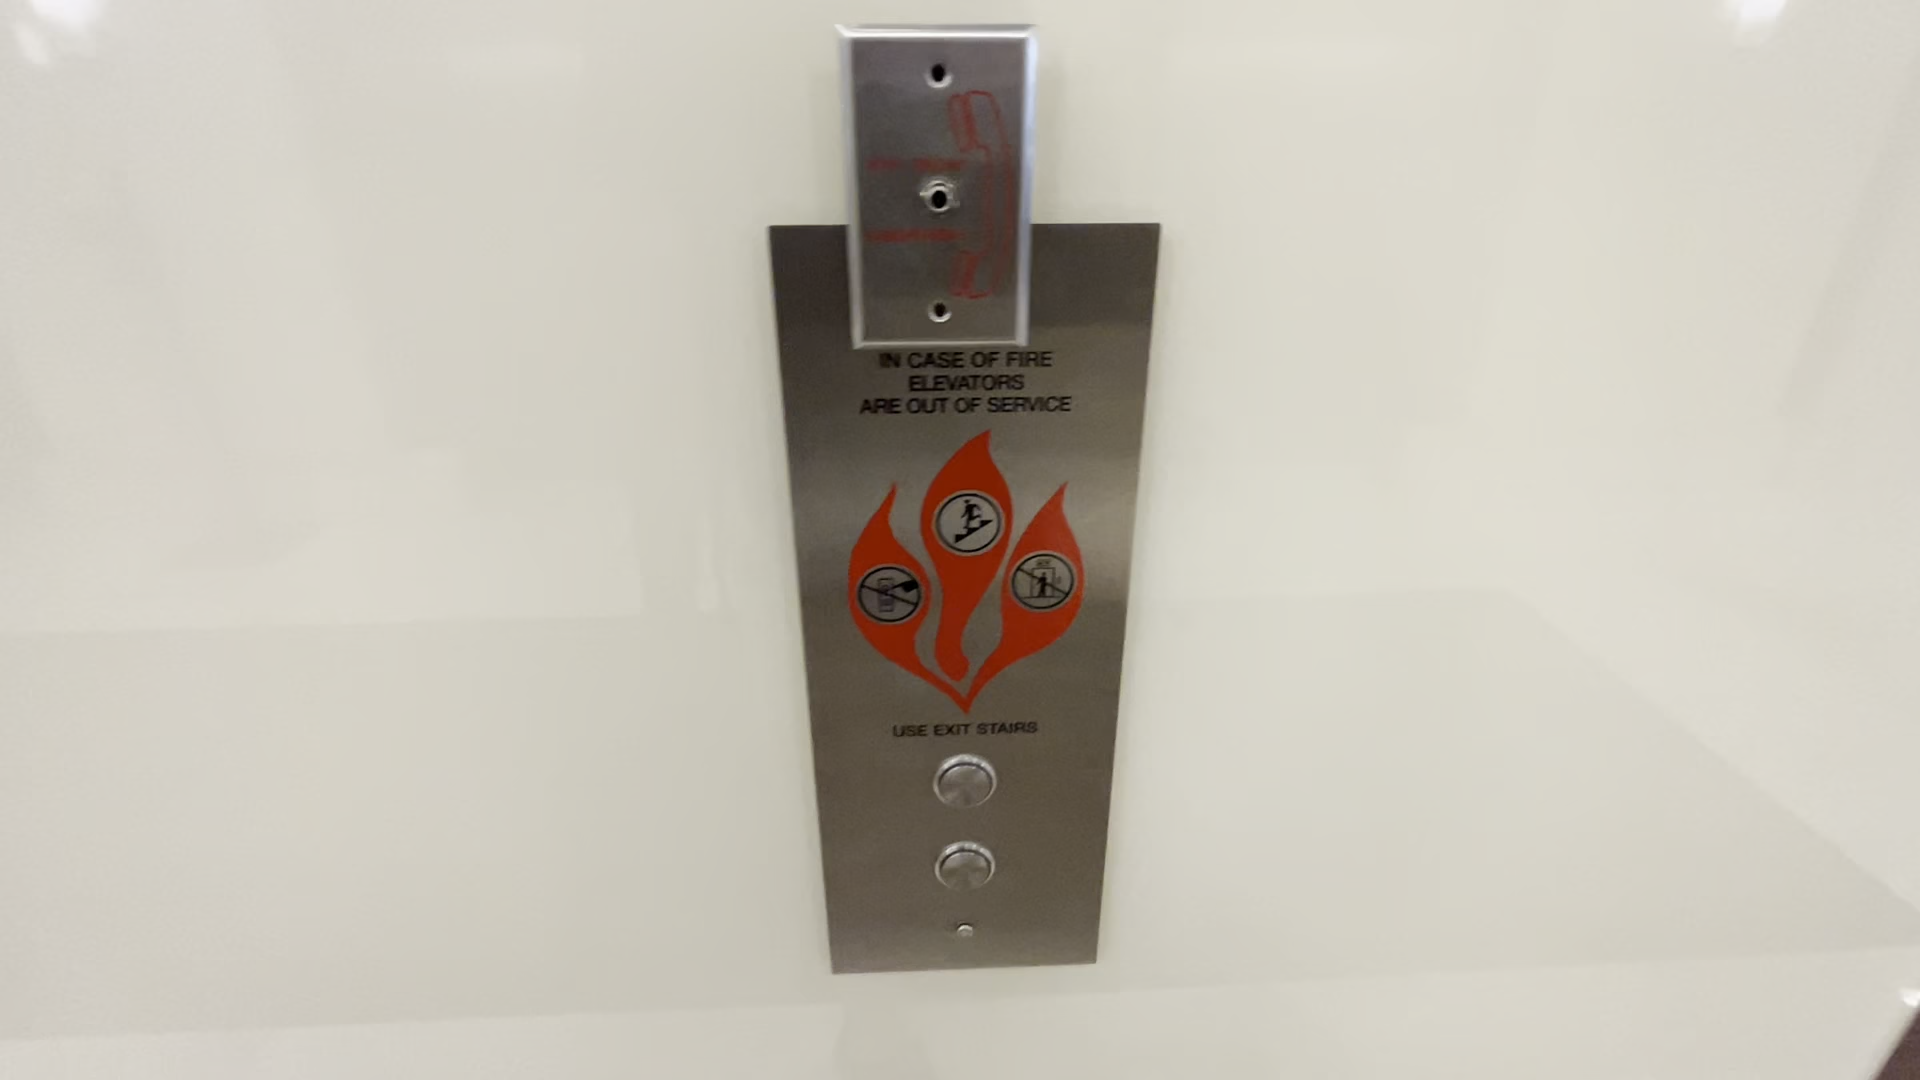 IN CASE OF FIRE
ELEVATORS
ARE OUT OF SERVICE
USE EXIT STAIRS